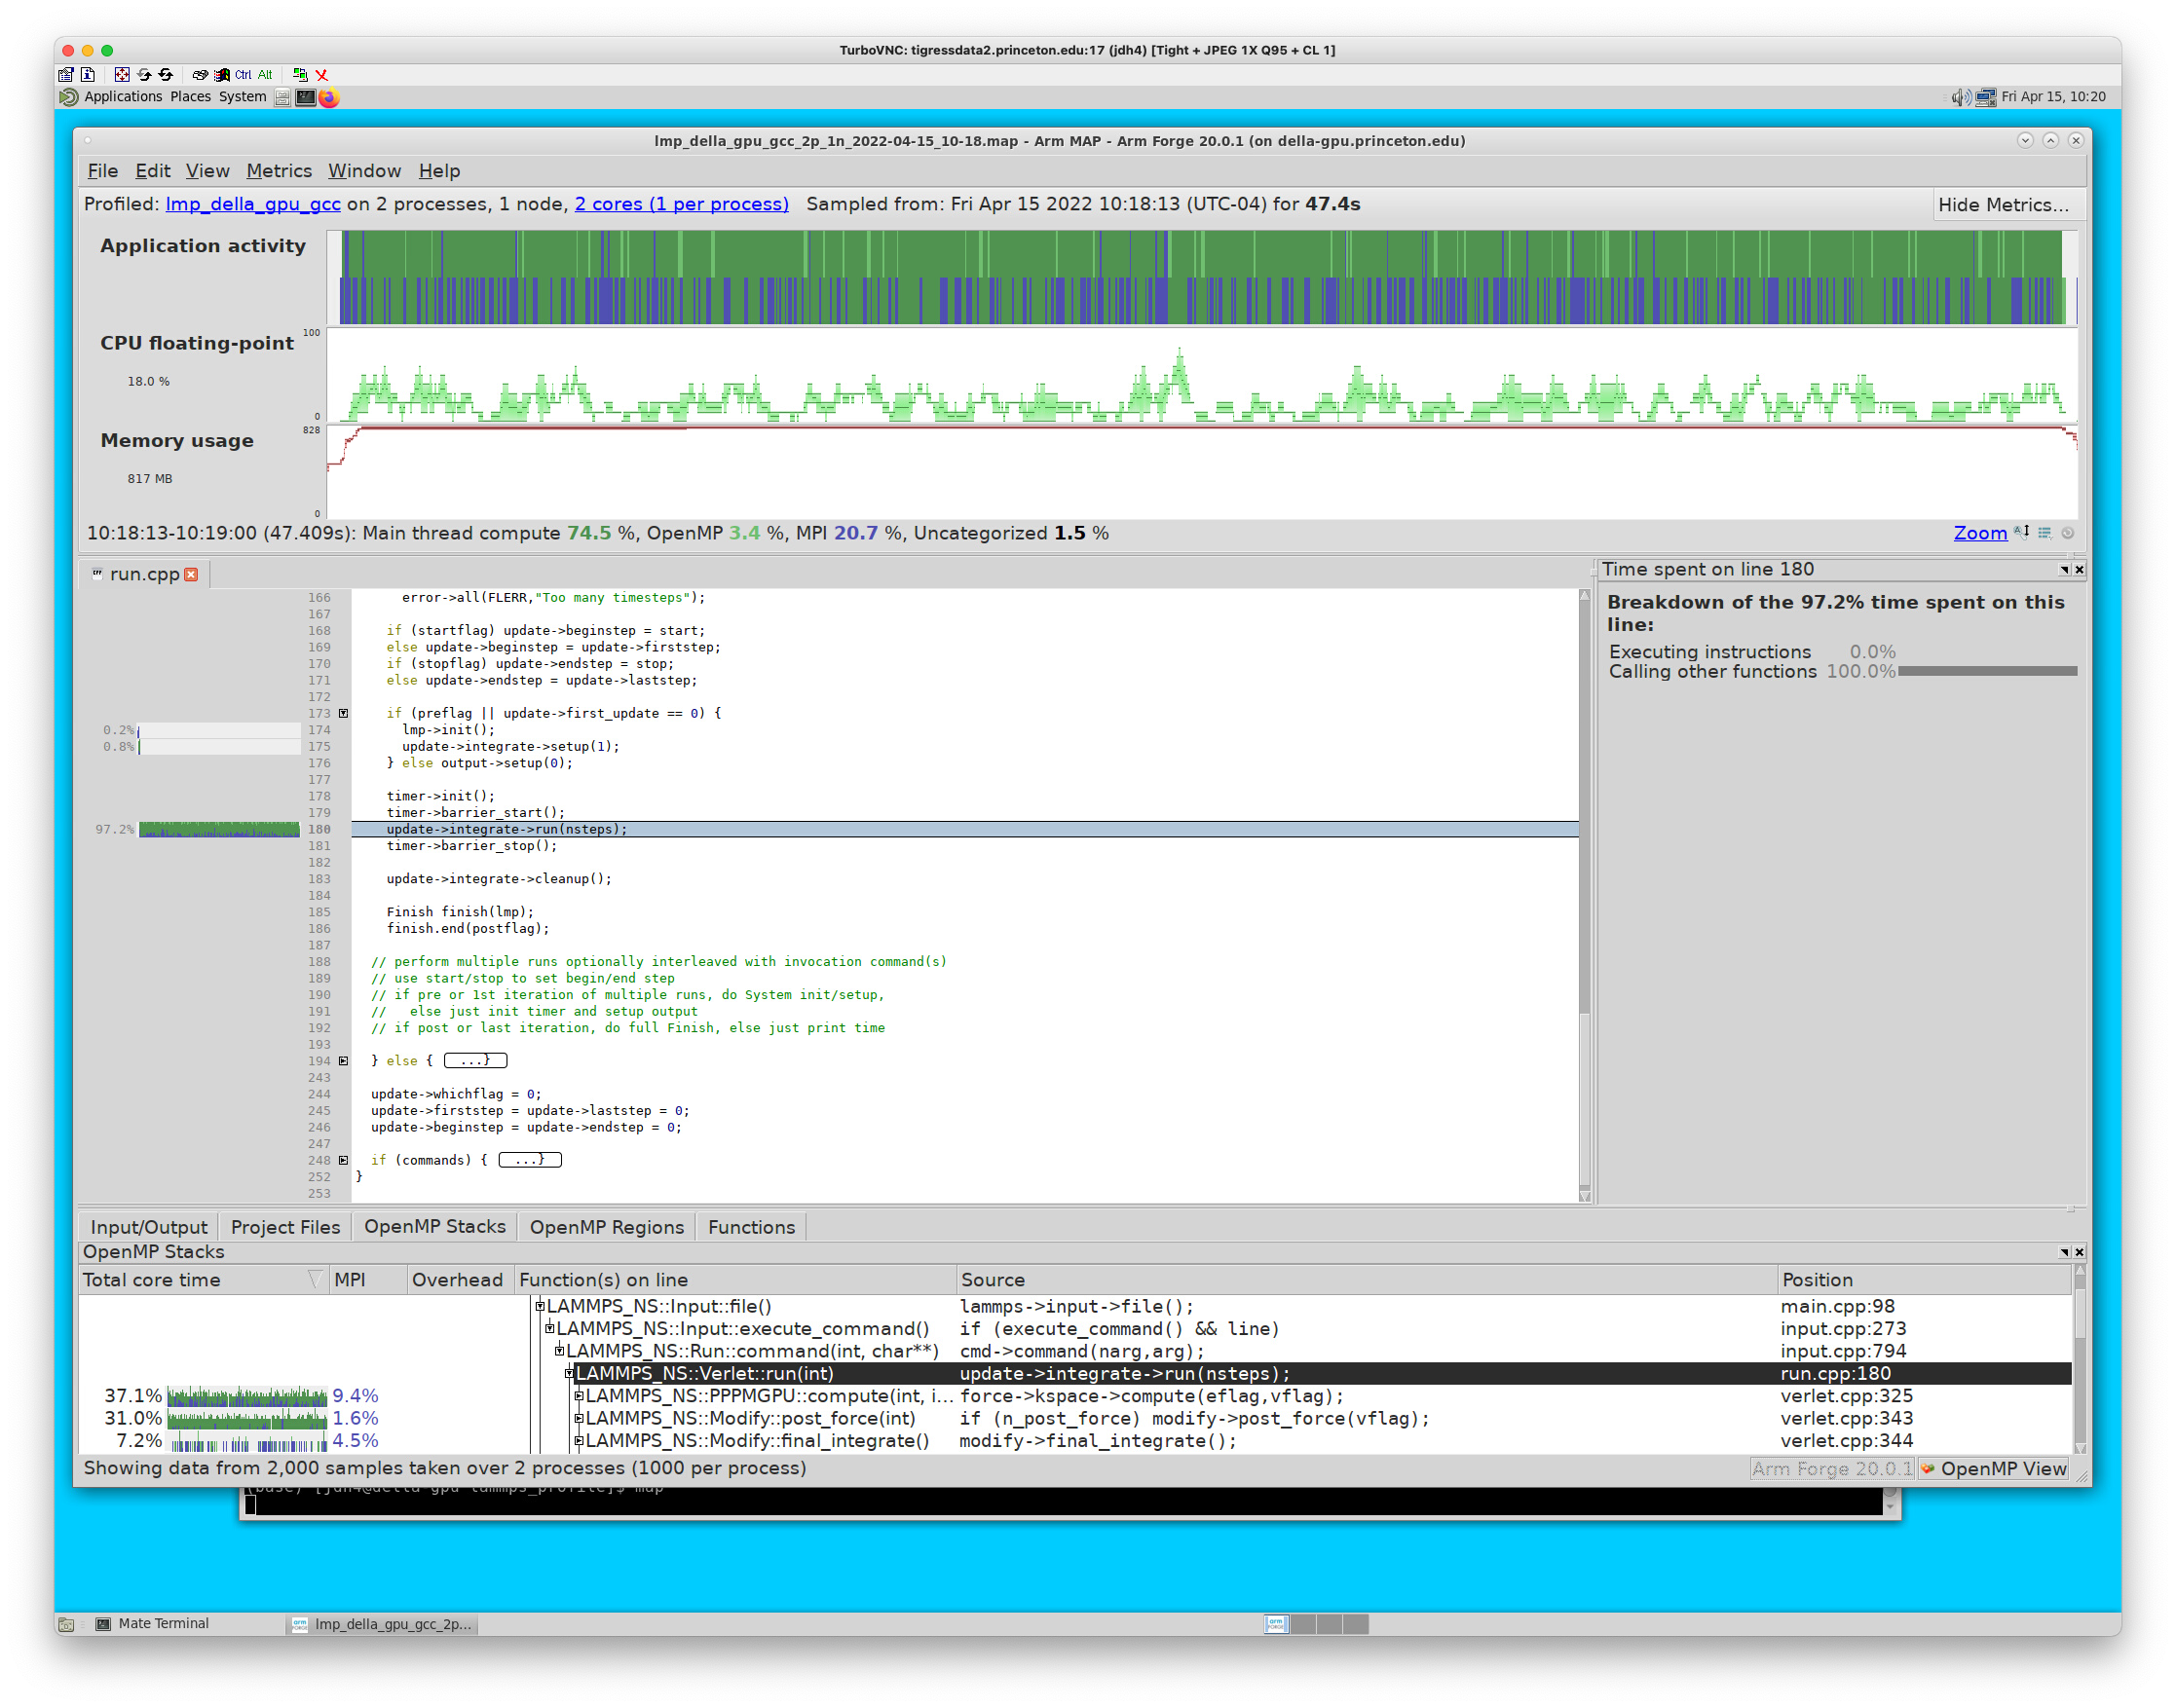 TurboVNC: tigressdata2.princeton.edu:17 (jdh4) [Tight + JPEG 1X Q95 + CL 1]
Ctrl Alt
Applications Places System Fri Apr 15, 10:20
lmp_della_gpu_gcc_2p_1n_2022-04-15_10-18.map - Arm MAP - Arm Forge 20.0.1 (on della-gpu.princeton.edu)
File Edit View Metrics Window Help
Profiled: lmp_della_gpu_gcc on 2 processes, 1 node, 2 cores (1 per process) Sampled from: Fri Apr 15 2022 10:18:13 (UTC-04) for 47.4s Hide Metrics...
Application activity
CPU floating-point
100
18.0 %
0
Memory usage
828
817 MB
0
10:18:13-10:19:00 (47.409s): Main thread compute 74.5 %, OpenMP 3.4 %, MPI 20.7 %, Uncategorized 1.5 % Zoom
run.cpp
166 error->all(FLERR,"Too many timesteps");
167
168 if (startflag) update->beginstep = start;
169 else update->beginstep = update->firststep;
170 if (stopflag) update->endstep = stop;
171 else update->endstep = update->laststep;
172
173 if (preflag || update->first_update == 0) {
0.2% 174 lmp->init();
0.8% 175 update->integrate->setup(1);
176 } else output->setup(0);
177
178 timer->init();
179 timer->barrier_start();
97.2% 180 update->integrate->run(nsteps);
181 timer->barrier_stop();
182
183 update->integrate->cleanup();
184
185 Finish finish(lmp);
186 finish.end(postflag);
187
188 // perform multiple runs optionally interleaved with invocation command(s)
189 // use start/stop to set begin/end step
190 // if pre or 1st iteration of multiple runs, do System init/setup,
191 //   else just init timer and setup output
192 // if post or last iteration, do full Finish, else just print time
193
194 } else { ...}
243
244 update->whichflag = 0;
245 update->firststep = update->laststep = 0;
246 update->beginstep = update->endstep = 0;
247
248 if (commands) { ...}
252 }
253
Time spent on line 180
Breakdown of the 97.2% time spent on this
line:
Executing instructions 0.0%
Calling other functions 100.0%
Input/Output Project Files OpenMP Stacks OpenMP Regions Functions
OpenMP Stacks
Total core time MPI Overhead Function(s) on line Source Position
LAMMPS_NS::Input::file() lammps->input->file(); main.cpp:98
LAMMPS_NS::Input::execute_command() if (execute_command() && line) input.cpp:273
LAMMPS_NS::Run::command(int, char**) cmd->command(narg,arg); input.cpp:794
LAMMPS_NS::Verlet::run(int) update->integrate->run(nsteps); run.cpp:180
37.1% 9.4% LAMMPS_NS::PPPMGPU::compute(int, i... force->kspace->compute(eflag,vflag); verlet.cpp:325
31.0% 1.6% LAMMPS_NS::Modify::post_force(int) if (n_post_force) modify->post_force(vflag); verlet.cpp:343
7.2% 4.5% LAMMPS_NS::Modify::final_integrate() modify->final_integrate(); verlet.cpp:344
Showing data from 2,000 samples taken over 2 processes (1000 per process) Arm Forge 20.0.1 OpenMP View
(base) [jdh4@della-gpu lammps_profile]$ map
Mate Terminal lmp_della_gpu_gcc_2p...